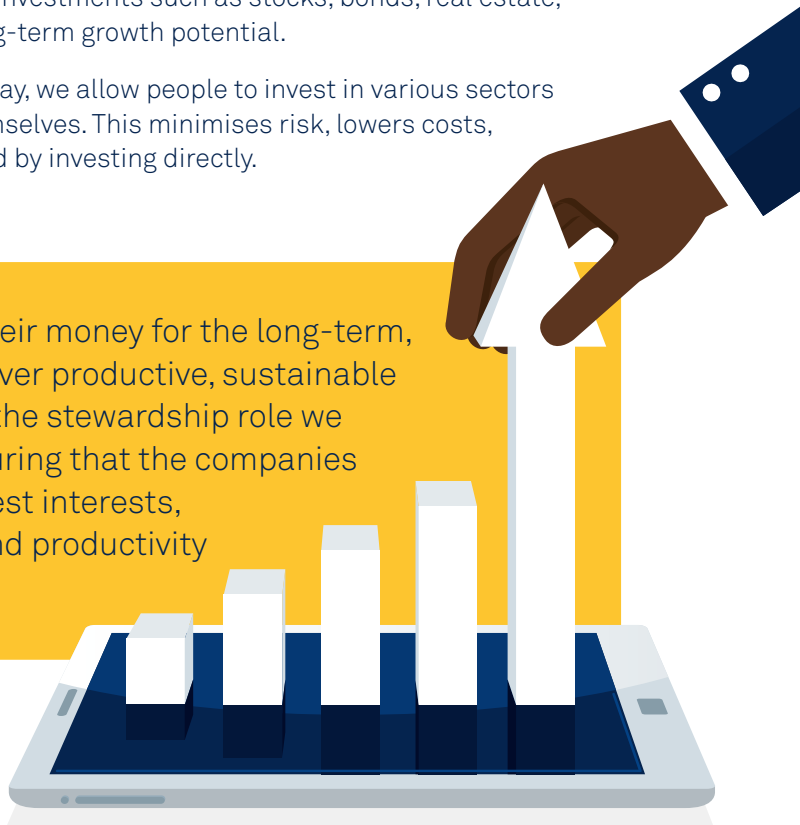 investments such as stocks, bonds, real estate,
g-term growth potential.
ay, we allow people to invest in various sectors
mselves. This minimises risk, lowers costs,
d by investing directly.
eir money for the long-term,
ver productive, sustainable
the stewardship role we
uring that the companies
est interests,
nd productivity